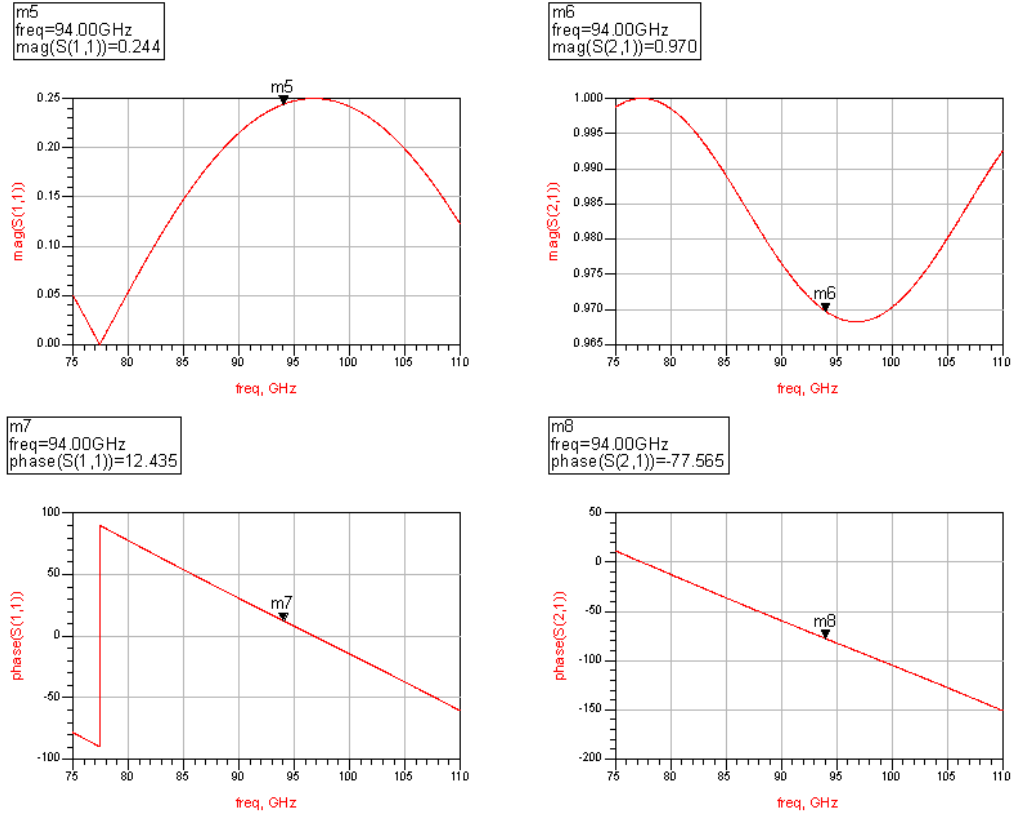 m5
freq=94.00GHz
mag(S(1,1))=0.244
m6
freq=94.00GHz
mag(S(2,1))=0.970
m5
0.25
0.20
0.15
0.10
0.05
0.00
mag(S(1,1))
75 80 85 90 95 100 105 110
freq, GHz
m6
1.000
0.995
0.990
0.985
0.980
0.975
0.970
0.965
mag(S(2,1))
75 80 85 90 95 100 105 110
freq, GHz
m7
freq=94.00GHz
phase(S(1,1))=12.435
m8
freq=94.00GHz
phase(S(2,1))=-77.565
m7
100
50
0
-50
-100
phase(S(1,1))
75 80 85 90 95 100 105 110
freq, GHz
m8
50
0
-50
-100
-150
-200
phase(S(2,1))
75 80 85 90 95 100 105 110
freq, GHz